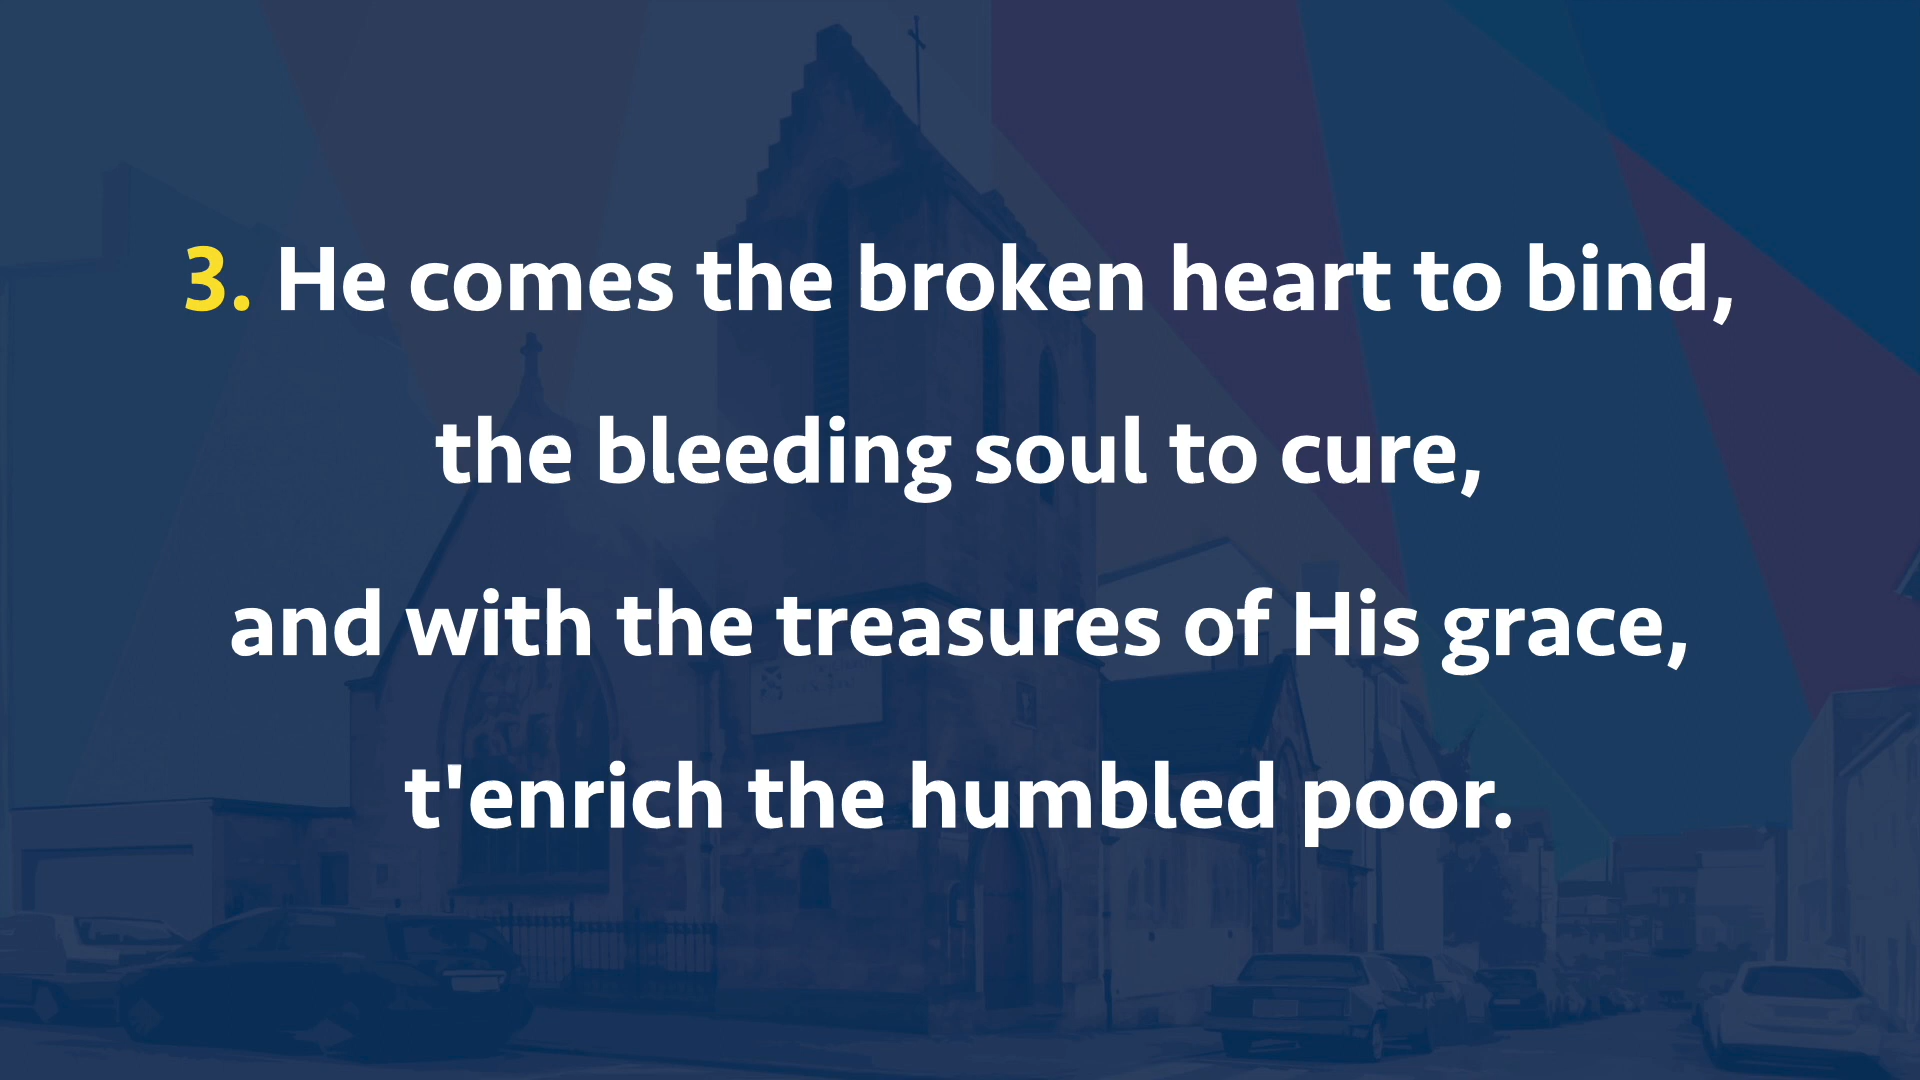 3. He comes the broken heart to bind,
the bleeding soul to cure,
and with the treasures of His grace,
t'enrich the humbled poor.